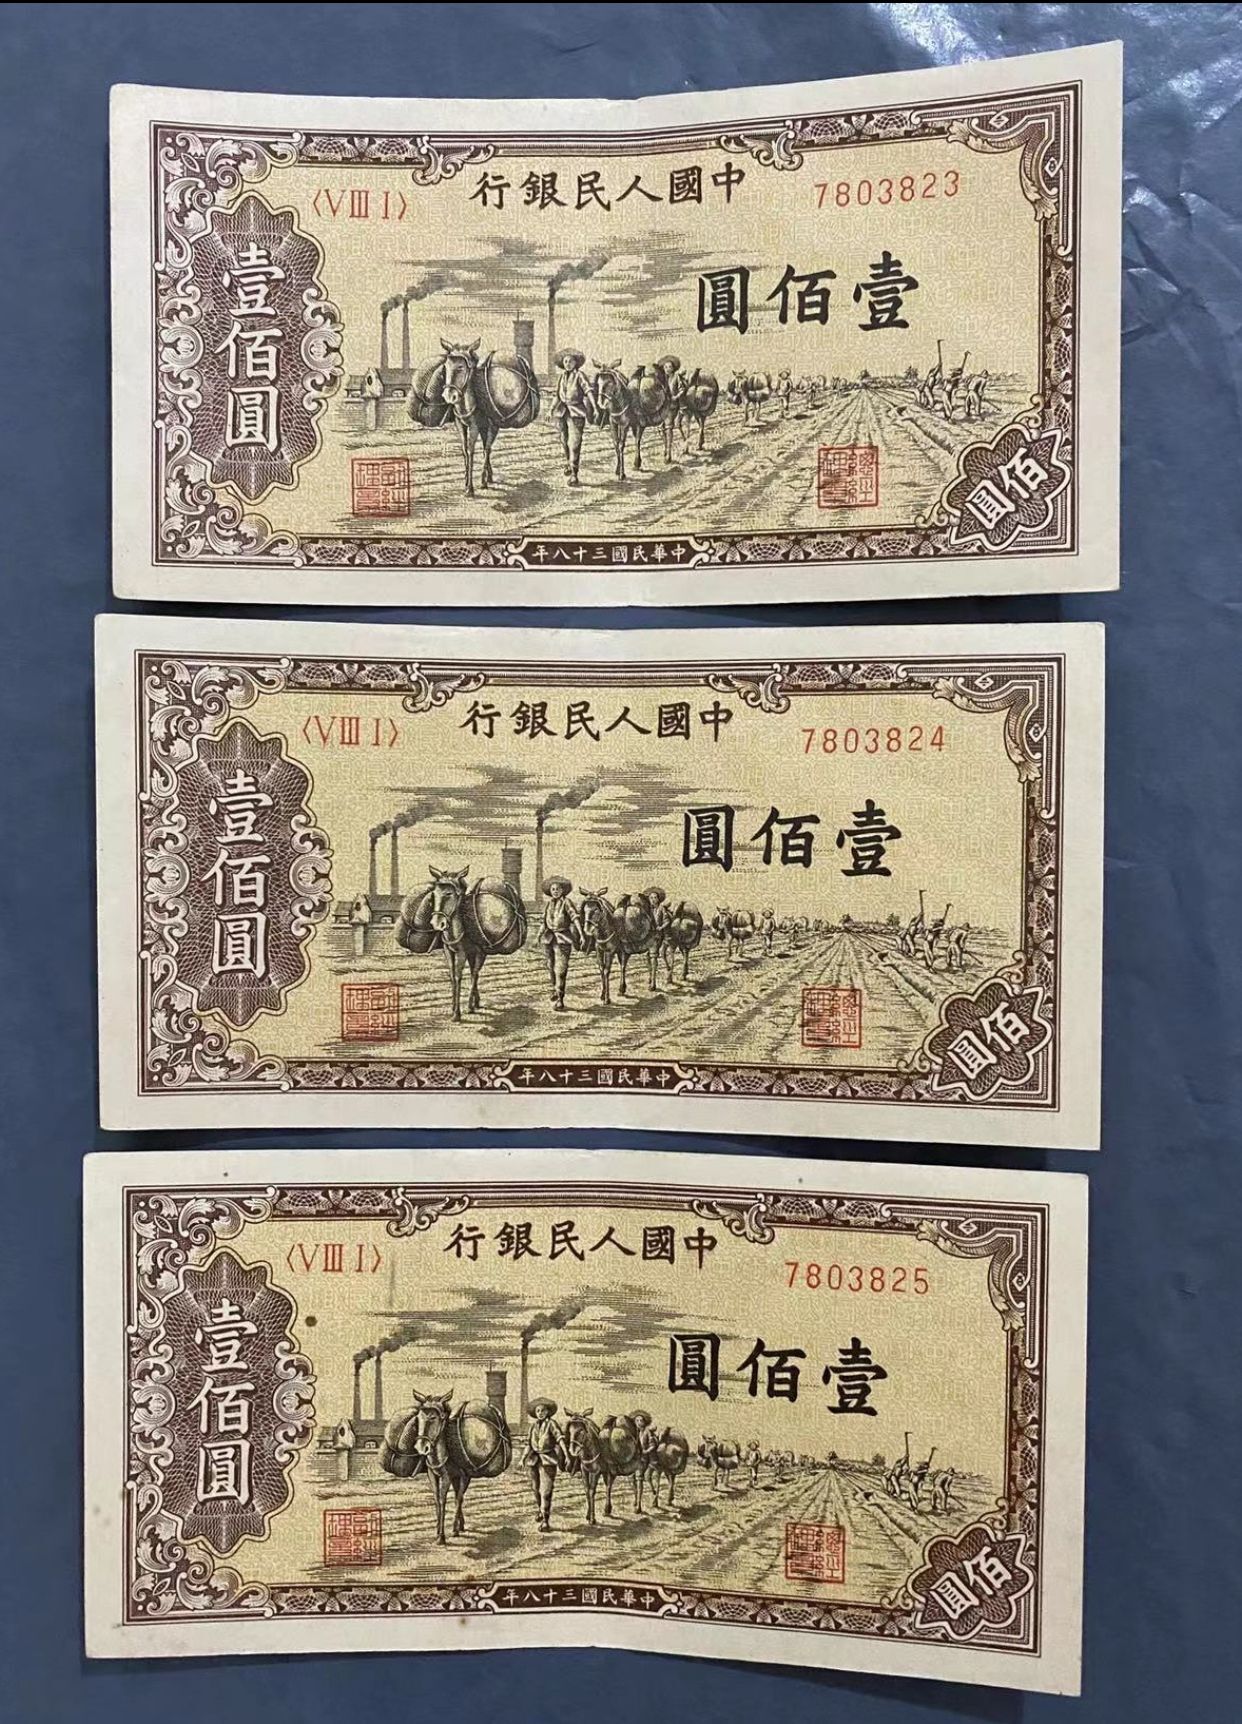 中國人民銀行
〈VIII I〉
7803823
壹佰圓
壹佰圓
佰圓
中華民國三十八年
中國人民銀行
〈VIII I〉
7803824
壹佰圓
壹佰圓
佰圓
中華民國三十八年
中國人民銀行
〈VIII I〉
7803825
壹佰圓
壹佰圓
佰圓
中華民國三十八年